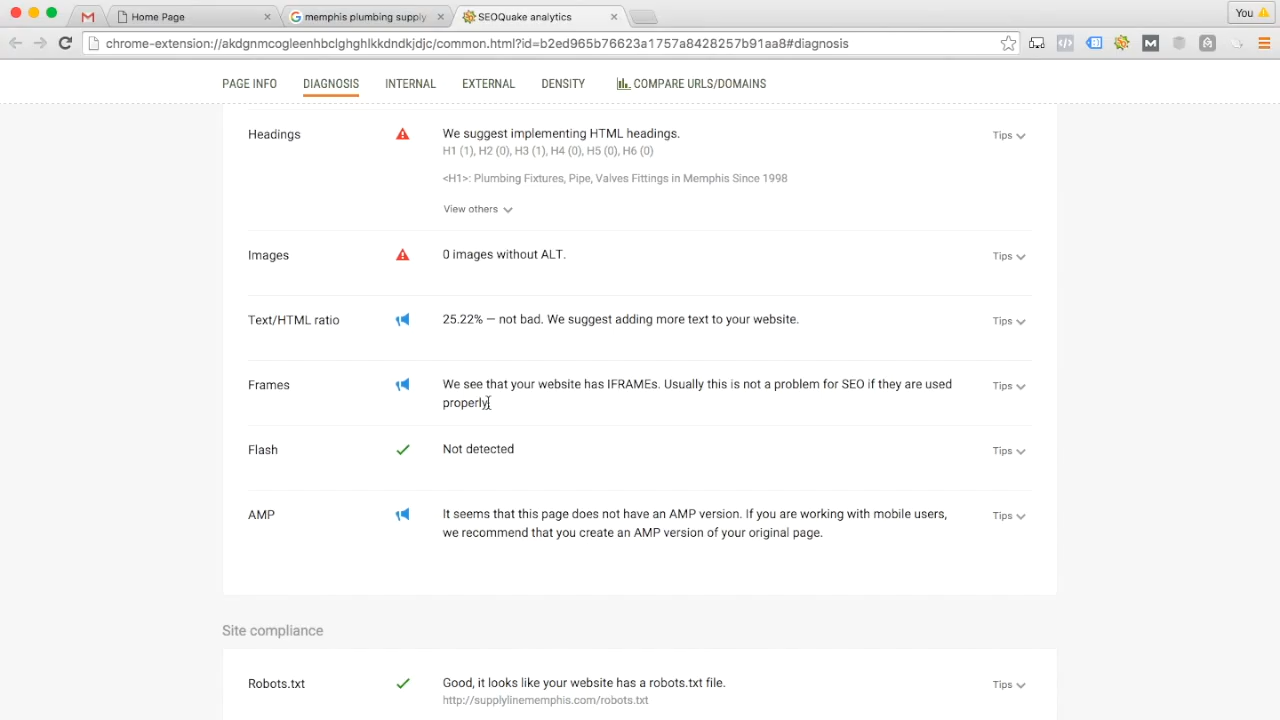 Home Page
memphis plumbing supply
SEOQuake analytics
You
chrome-extension://akdgnmcogleenhbclghghlkkdndkjdjc/common.html?id=b2ed965b76623a1757a8428257b91aa8#diagnosis
PAGE INFO DIAGNOSIS INTERNAL EXTERNAL DENSITY COMPARE URLS/DOMAINS
Headings We suggest implementing HTML headings. Tips
H1 (1), H2 (0), H3 (1), H4 (0), H5 (0), H6 (0)
<H1>: Plumbing Fixtures, Pipe, Valves Fittings in Memphis Since 1998
View others
Images 0 images without ALT. Tips
Text/HTML ratio 25.22% — not bad. We suggest adding more text to your website. Tips
Frames We see that your website has IFRAMEs. Usually this is not a problem for SEO if they are used Tips
properly.
Flash Not detected Tips
AMP It seems that this page does not have an AMP version. If you are working with mobile users, Tips
we recommend that you create an AMP version of your original page.
Site compliance
Robots.txt Good, it looks like your website has a robots.txt file. Tips
http://supplylinememphis.com/robots.txt